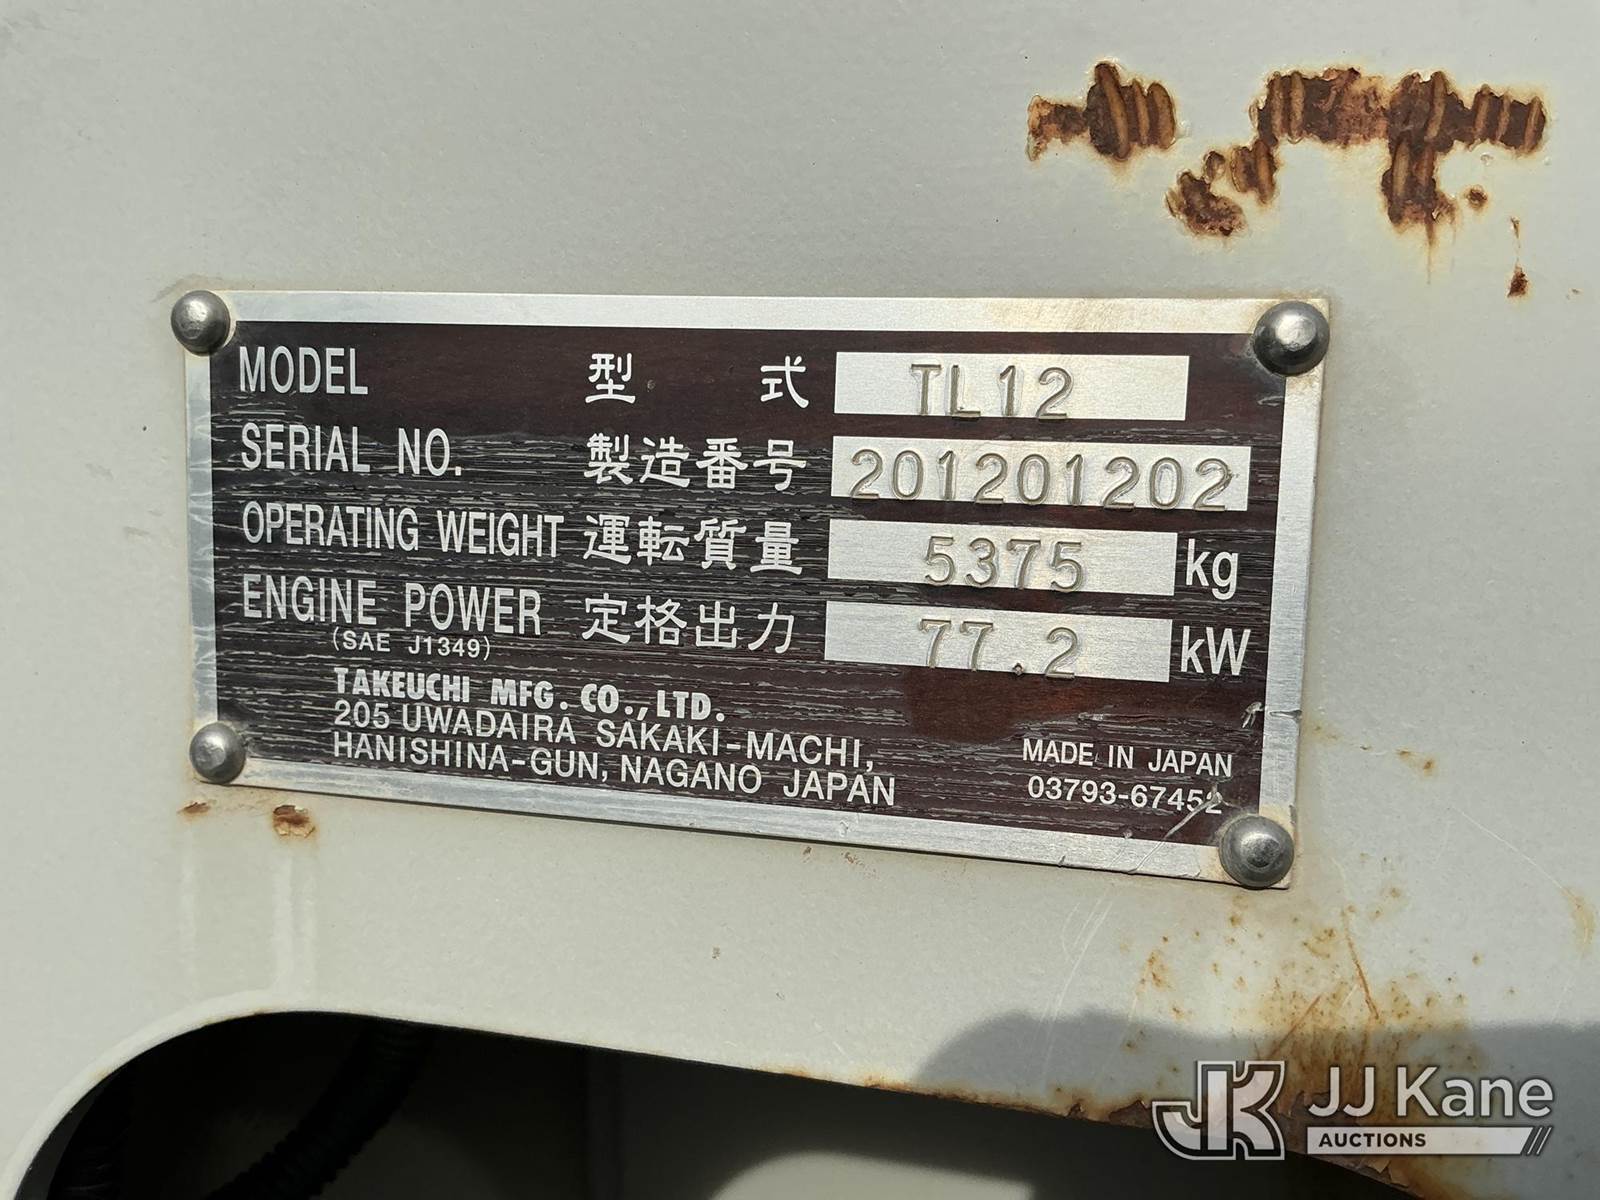 MODEL 型 式 TL12
SERIAL NO. 製造番号 201201202
OPERATING WEIGHT 運転質量 5375 kg
ENGINE POWER 定格出力 77.2 kW
(SAE J1349)
TAKEUCHI MFG. CO., LTD.
205 UWADAIRA SAKAKI-MACHI,
HANISHINA-GUN, NAGANO JAPAN
MADE IN JAPAN
03793-67452
JK JJ Kane
AUCTIONS